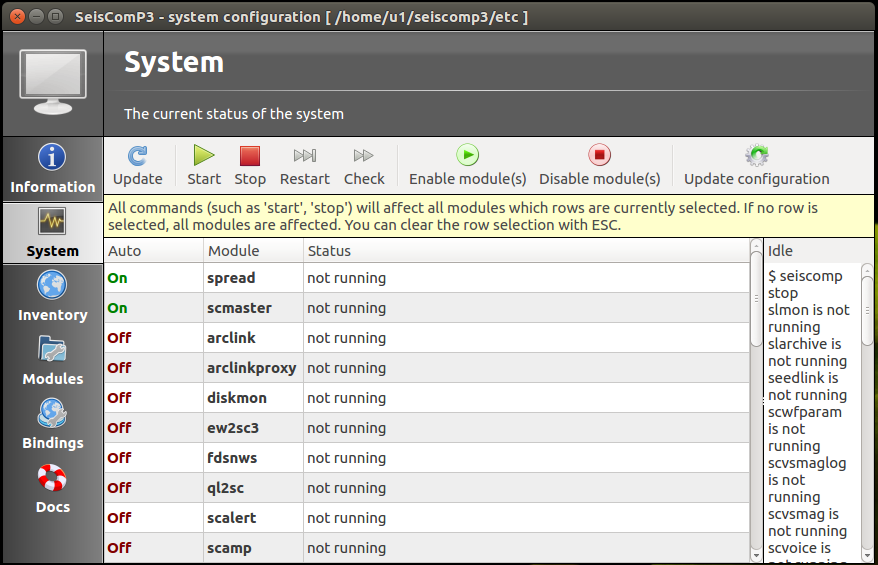 SeisComP3 - system configuration [ /home/u1/seiscomp3/etc ]
System
The current status of the system
Information
System
Inventory
Modules
Bindings
Docs
Update
Start
Stop
Restart
Check
Enable module(s)
Disable module(s)
Update configuration
All commands (such as 'start', 'stop') will affect all modules which rows are currently selected. If no row is
selected, all modules are affected. You can clear the row selection with ESC.
Auto Module Status
On spread not running
On scmaster not running
Off arclink not running
Off arclinkproxy not running
Off diskmon not running
Off ew2sc3 not running
Off fdsnws not running
Off ql2sc not running
Off scalert not running
Off scamp not running
Idle
$ seiscomp
stop
slmon is not
running
slarchive is
not running
seedlink is
not running
scwfparam
is not
running
scvsmaglog
is not
running
scvsmag is
not running
scvoice is
not running